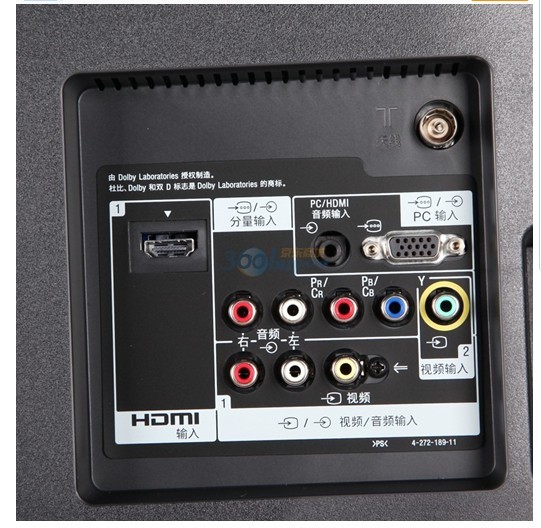 天线
由 Dolby Laboratories 授权制造。
杜比、Dolby 和双 D 标志是 Dolby Laboratories 的商标。
1
分量输入
PC/HDMI
音频输入
PC 输入
PR/
CR
PB/
CB
Y
右
音频
左
2
视频输入
1
视频
HDMI
输入
/ 视频/音频输入
>PS<
4-272-189-11